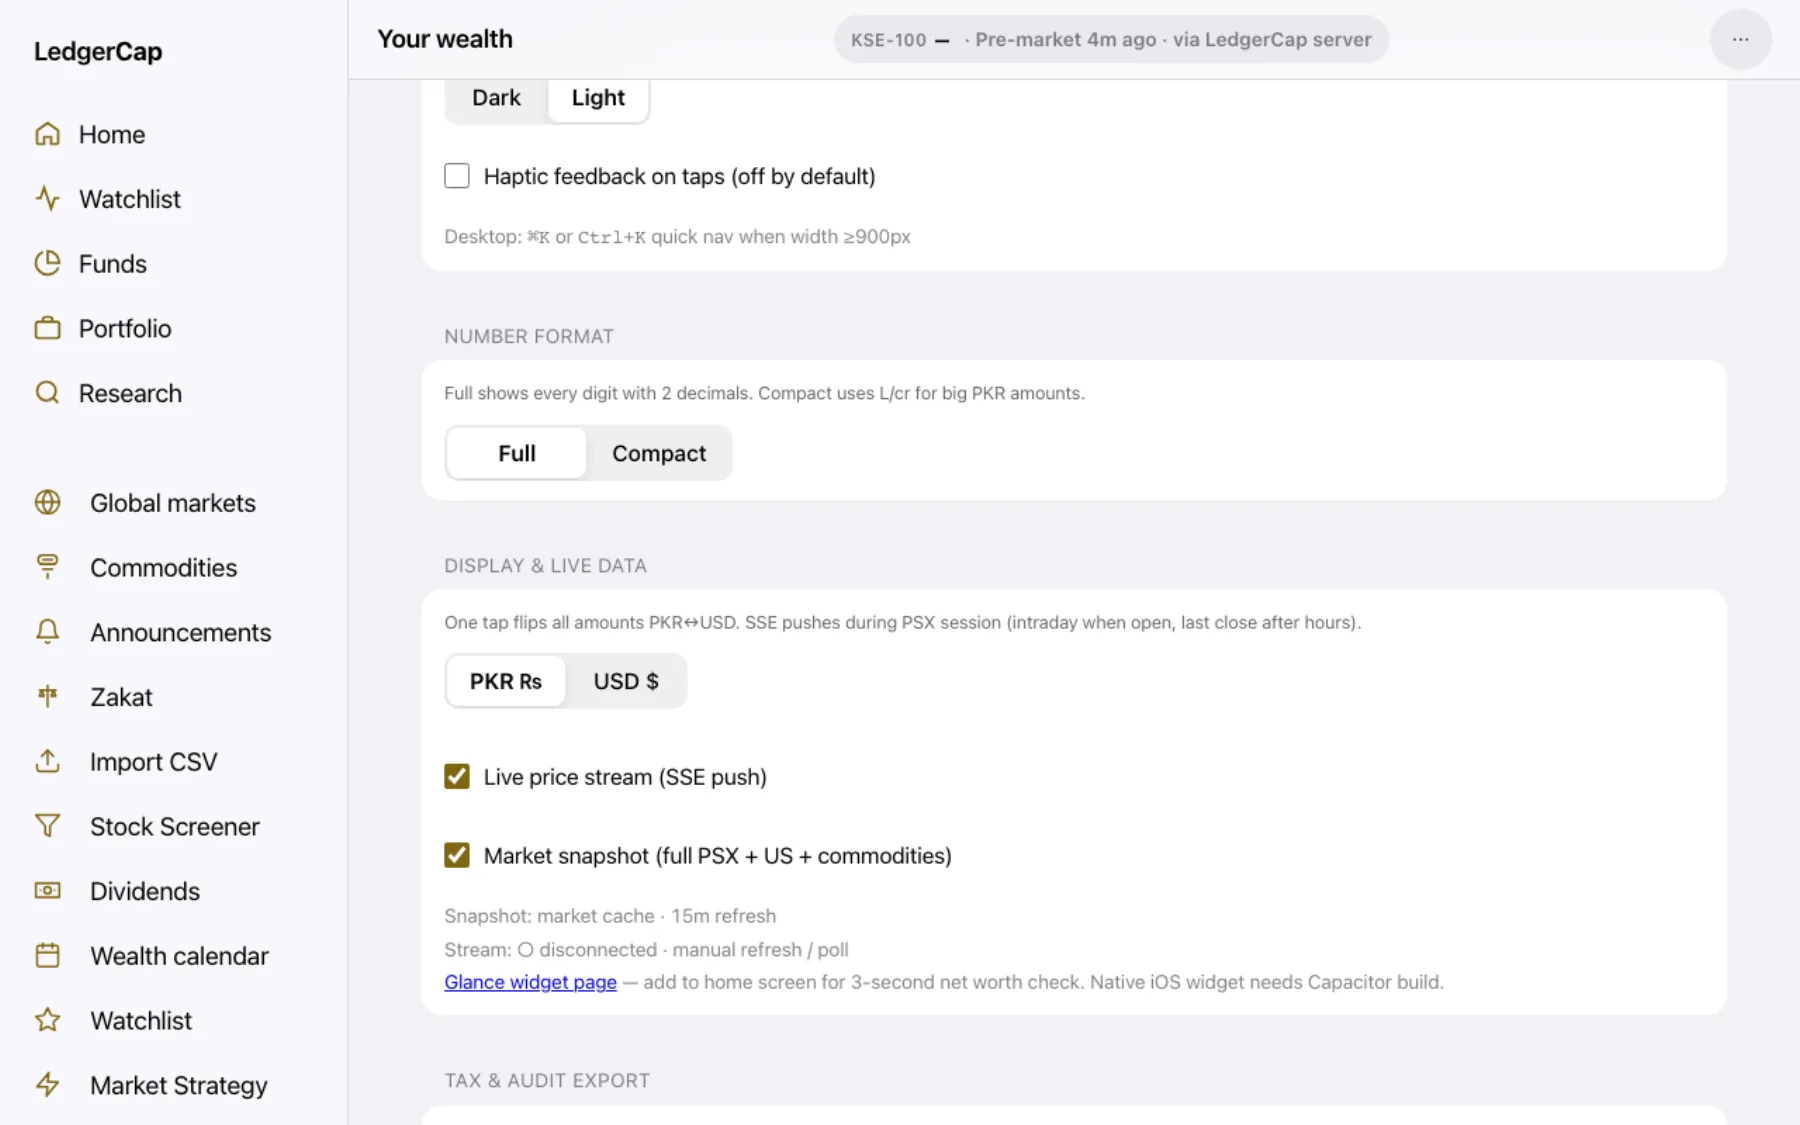 LedgerCap
Home
Watchlist
Funds
Portfolio
Research
Global markets
Commodities
Announcements
Zakat
Import CSV
Stock Screener
Dividends
Wealth calendar
Watchlist
Market Strategy
Your wealth
KSE-100 — · Pre-market 4m ago · via LedgerCap server
...
Dark Light
Haptic feedback on taps (off by default)
Desktop: ⌘K or Ctrl+K quick nav when width ≥900px
NUMBER FORMAT
Full shows every digit with 2 decimals. Compact uses L/cr for big PKR amounts.
Full Compact
DISPLAY & LIVE DATA
One tap flips all amounts PKR↔USD. SSE pushes during PSX session (intraday when open, last close after hours).
PKR ₨ USD $
Live price stream (SSE push)
Market snapshot (full PSX + US + commodities)
Snapshot: market cache · 15m refresh
Stream: ○ disconnected · manual refresh / poll
Glance widget page — add to home screen for 3-second net worth check. Native iOS widget needs Capacitor build.
TAX & AUDIT EXPORT